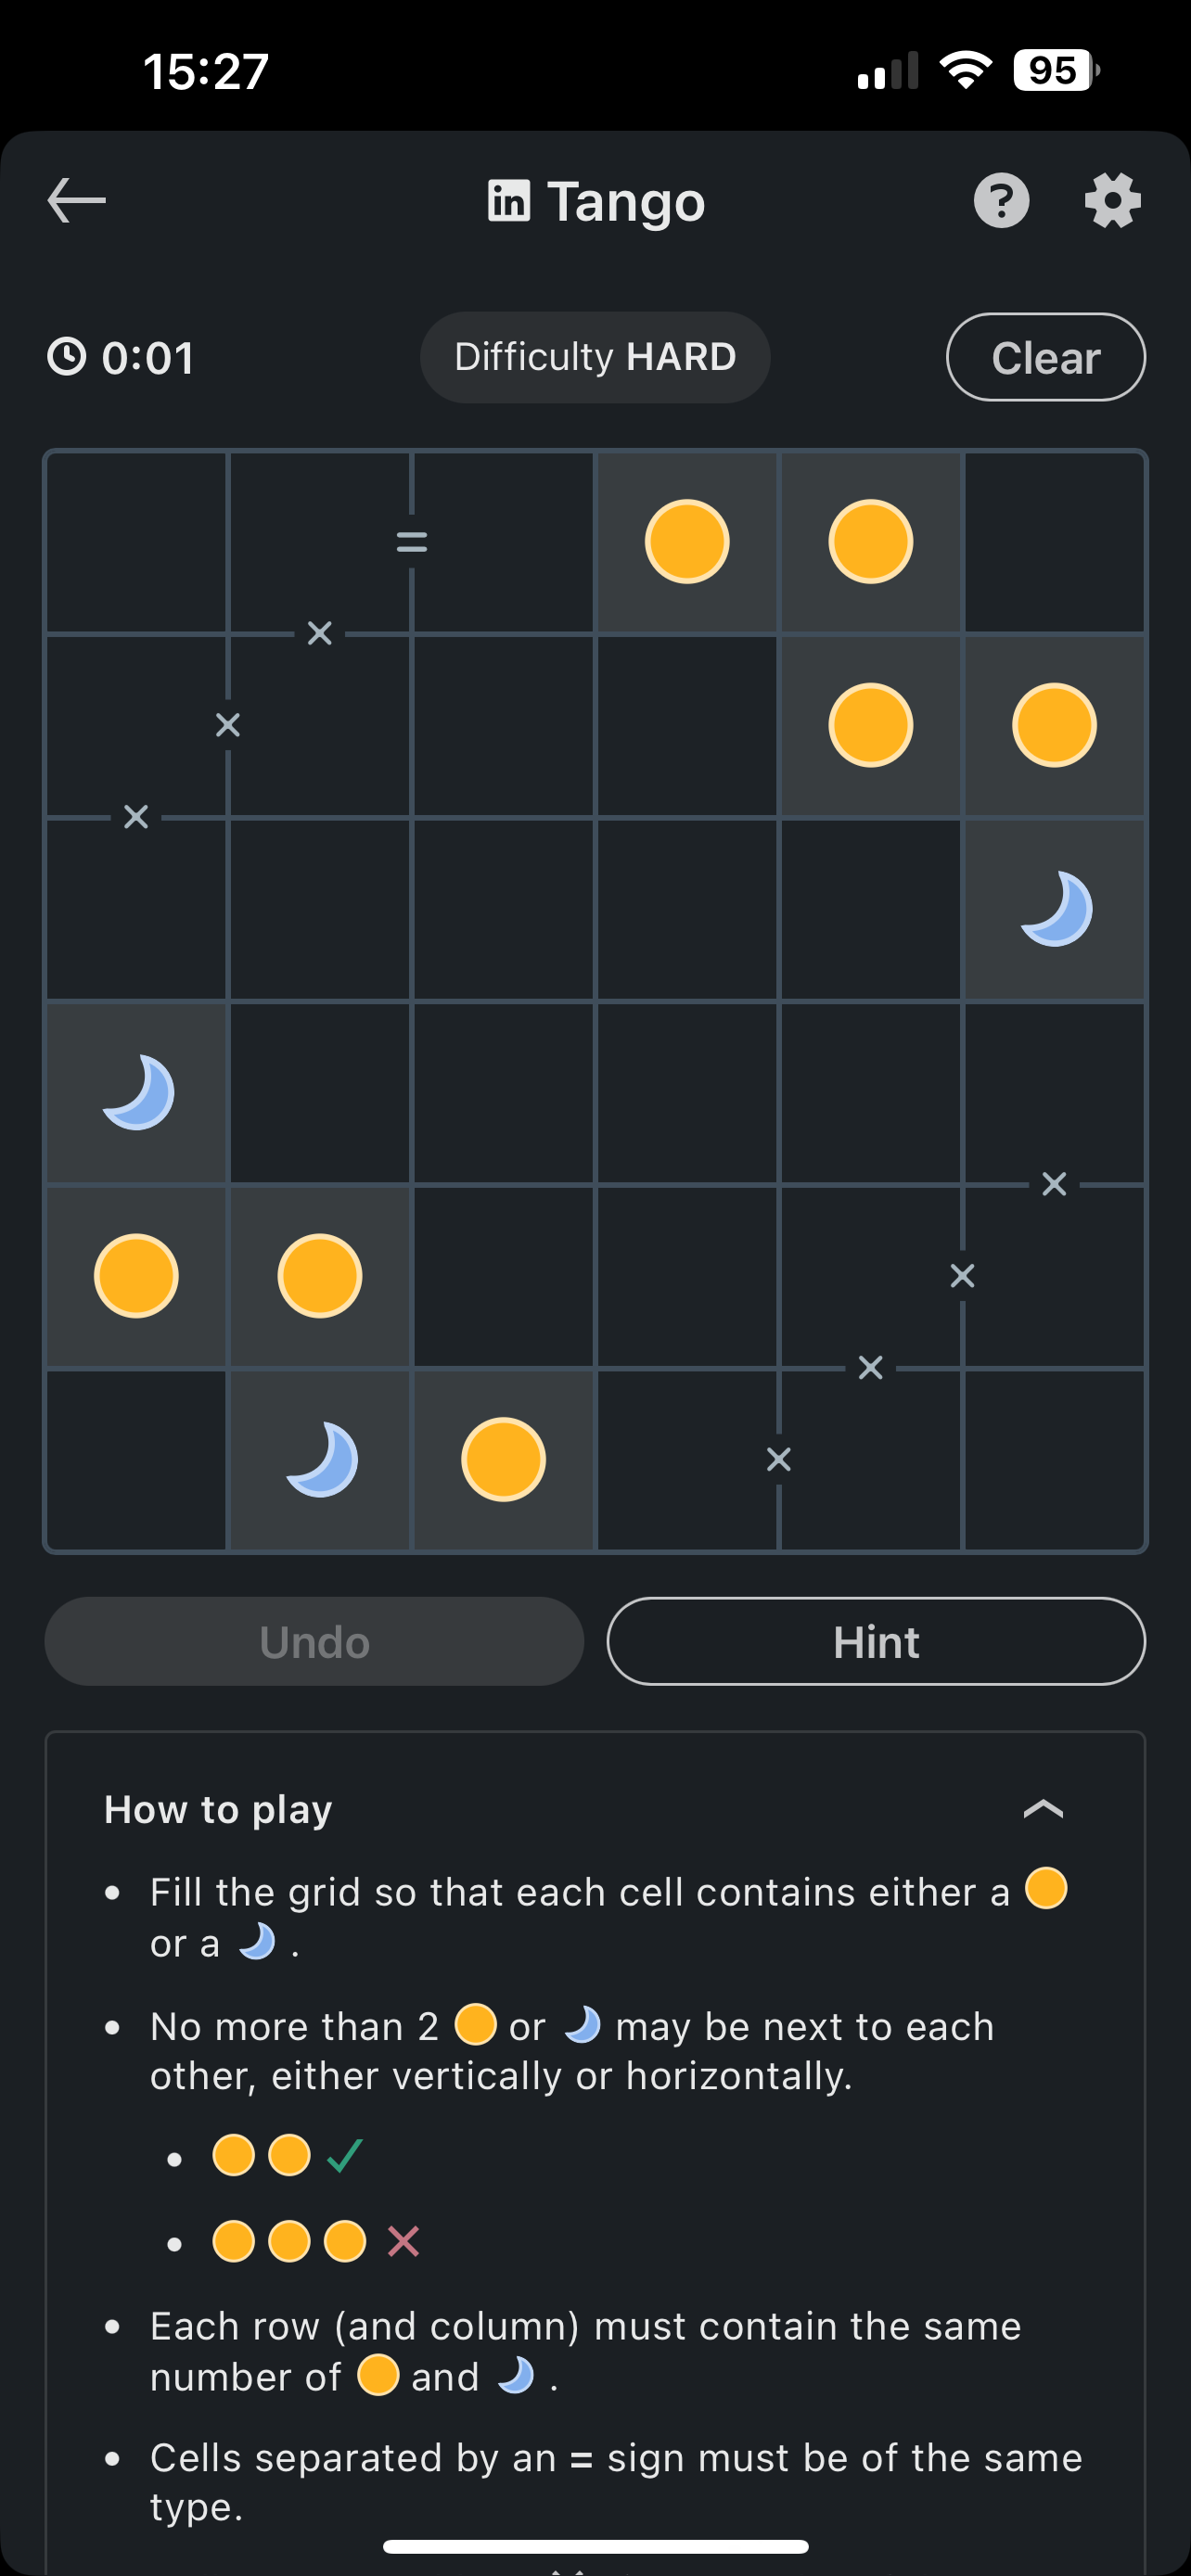 15:27
95
in Tango
?
0:01
Difficulty HARD
Clear
=
×
×
×
×
×
×
×
Undo
Hint
How to play
Fill the grid so that each cell contains either a
or a .
No more than 2 or may be next to each
other, either vertically or horizontally.
Each row (and column) must contain the same
number of and .
Cells separated by an = sign must be of the same
type.